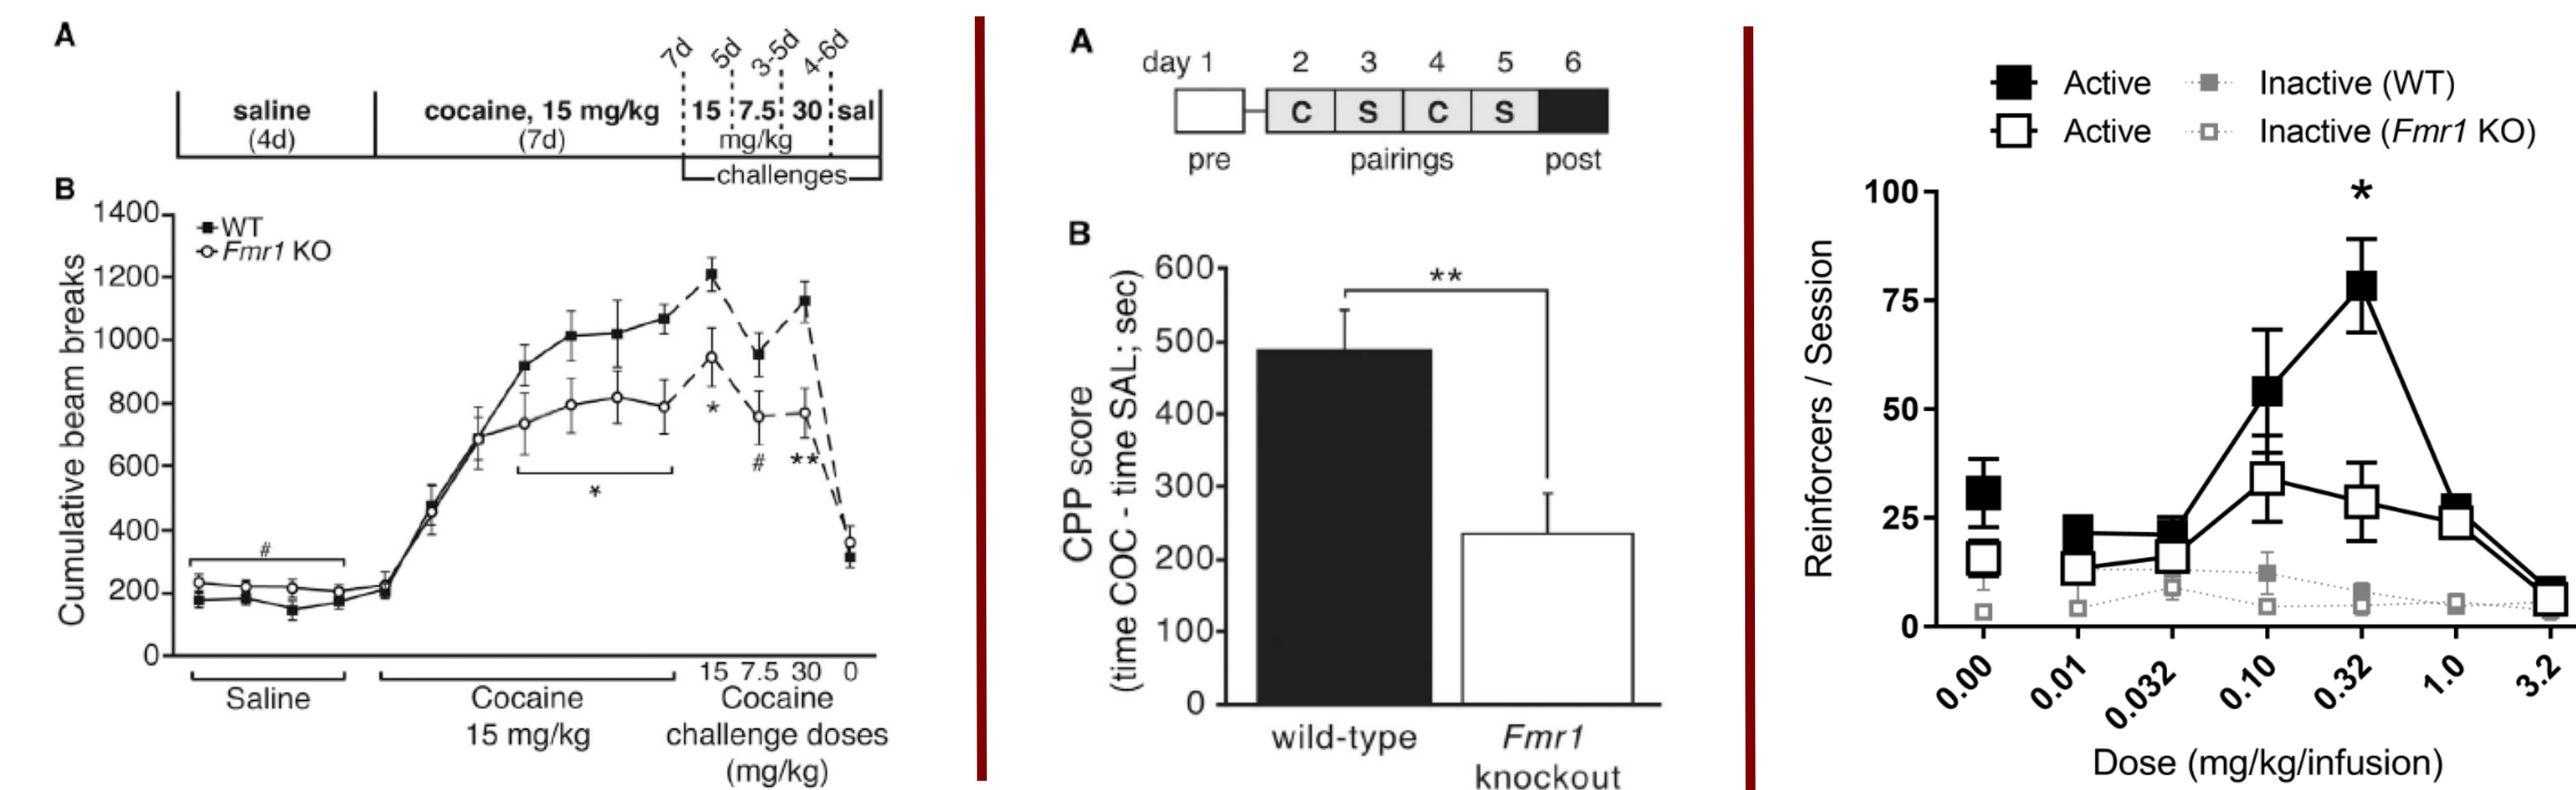 A
7d 5d 3-5d 4-6d
saline
(4d)
cocaine, 15 mg/kg
(7d)
15 7.5 30 sal
mg/kg
challenges
B
WT
Fmr1 KO
Cumulative beam breaks
1400
1200
1000
800
600
400
200
0
#
*
*
#
**
15 7.5 30 0
Saline
Cocaine
15 mg/kg
Cocaine
challenge doses
(mg/kg)
A
day 1 2 3 4 5 6
C S C S
pre pairings post
B
CPP score
(time COC - time SAL; sec)
600
500
400
300
200
100
0
**
wild-type
Fmr1
knockout
Active Inactive (WT)
Active Inactive (Fmr1 KO)
Reinforcers / Session
100
75
50
25
0
*
0.00 0.01 0.032 0.10 0.32 1.0 3.2
Dose (mg/kg/infusion)